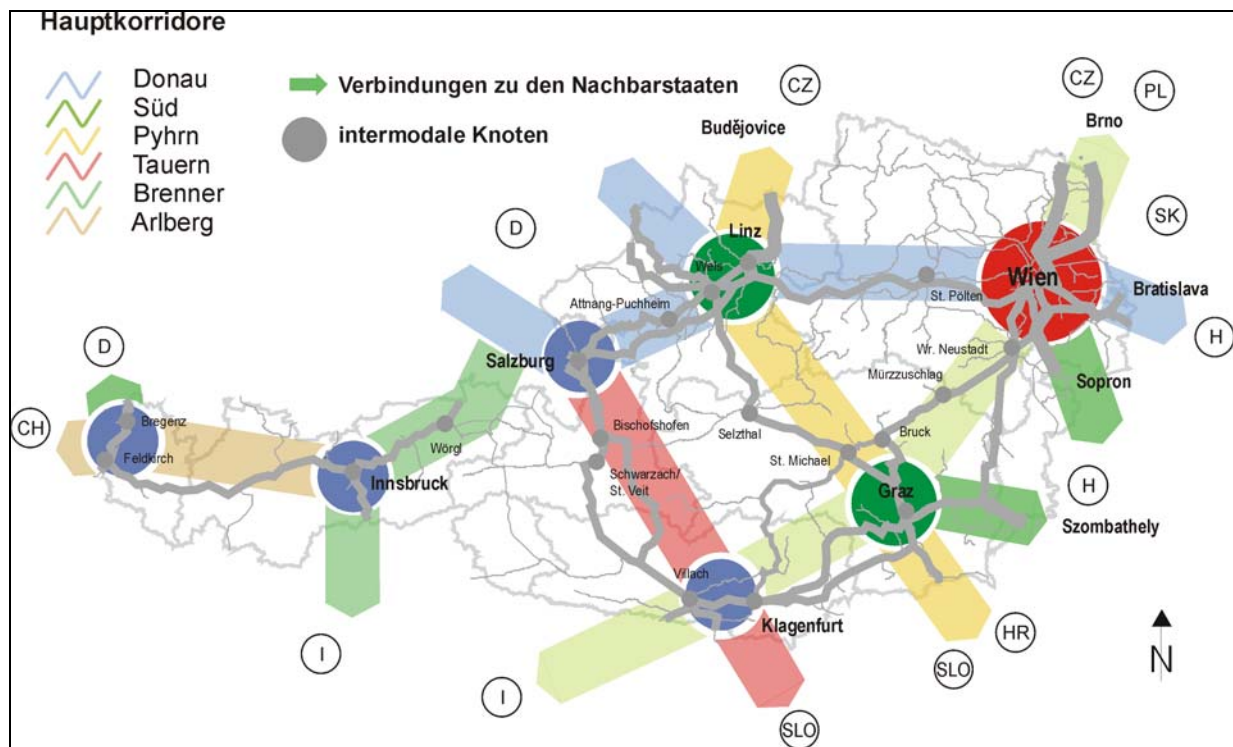 Hauptkorridore
Donau
Süd
Pyhrn
Tauern
Brenner
Arlberg
Verbindungen zu den Nachbarstaaten
intermodale Knoten
CZ
Budějovice
CZ
PL
Brno
D
Linz
Wels
SK
Wien
Bratislava
St. Pölten
Attnang-Puchheim
H
Salzburg
Wr. Neustadt
Sopron
Mürzzuschlag
D
CH
Bregenz
Feldkirch
Wörgl
Innsbruck
Bischofshofen
Schwarzach/
St. Veit
Selzthal
Bruck
St. Michael
Graz
H
Szombathely
Villach
Klagenfurt
I
I
HR
SLO
SLO
N